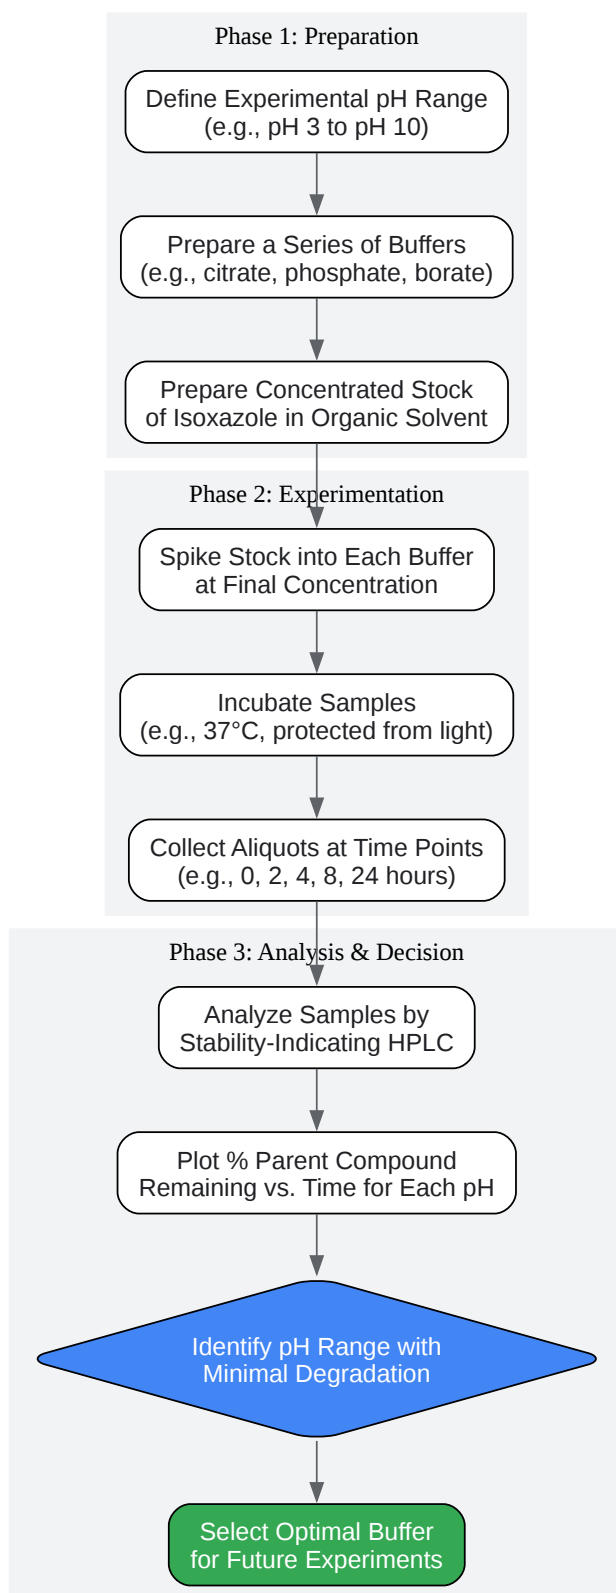 Phase 1: Preparation
Define Experimental pH Range
(e.g., pH 3 to pH 10)
Prepare a Series of Buffers
(e.g., citrate, phosphate, borate)
Prepare Concentrated Stock
of Isoxazole in Organic Solvent
Phase 2: Experimentation
Spike Stock into Each Buffer
at Final Concentration
Incubate Samples
(e.g., 37°C, protected from light)
Collect Aliquots at Time Points
(e.g., 0, 2, 4, 8, 24 hours)
Phase 3: Analysis & Decision
Analyze Samples by
Stability-Indicating HPLC
Plot % Parent Compound
Remaining vs. Time for Each pH
Identify pH Range with
Minimal Degradation
Select Optimal Buffer
for Future Experiments